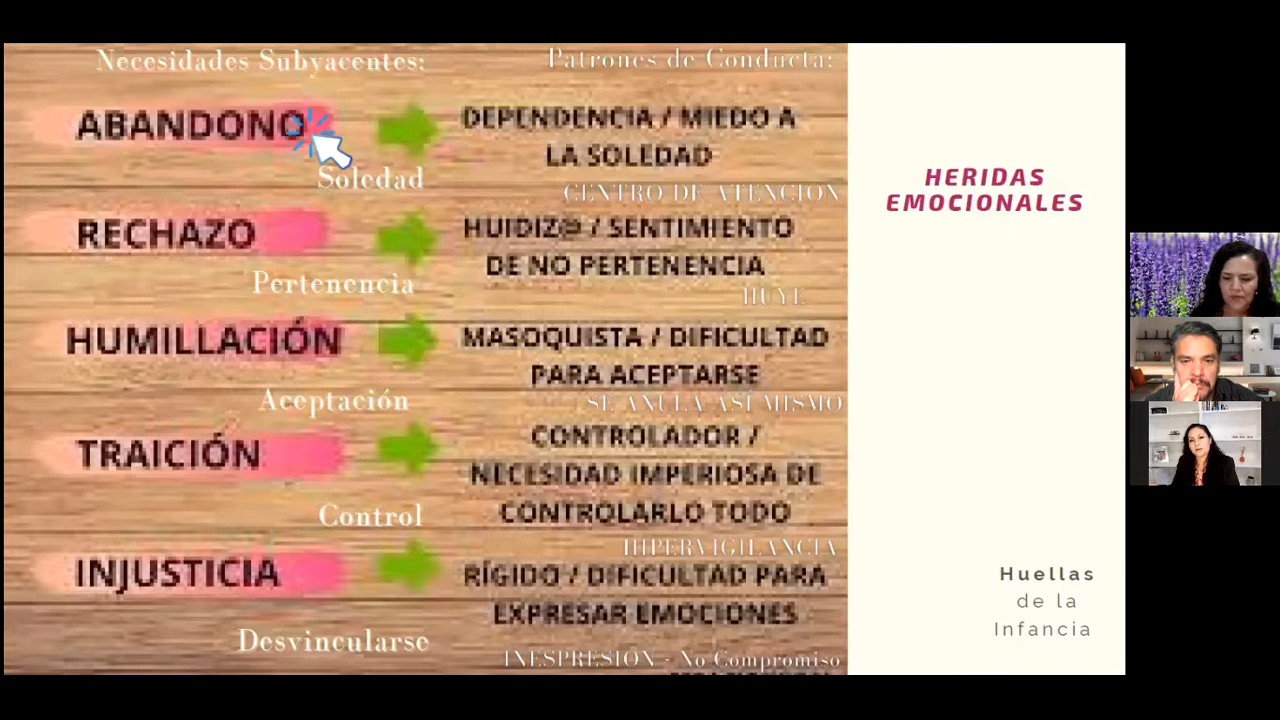 Necesidades Subyacentes:
Patrones de Conducta:
ABANDONO
DEPENDENCIA / MIEDO A
LA SOLEDAD
Soledad
CENTRO DE ATENCIÓN
RECHAZO
HUIDIZ@ / SENTIMIENTO
DE NO PERTENENCIA
Pertenencia
HUYE
HUMILLACIÓN
MASOQUISTA / DIFICULTAD
PARA ACEPTARSE
Aceptación
SE ANULA ASÍ MISMO
TRAICIÓN
CONTROLADOR /
NECESIDAD IMPERIOSA DE
CONTROLARLO TODO
Control
HIPERVIGILANCIA
INJUSTICIA
RÍGIDO / DIFICULTAD PARA
EXPRESAR EMOCIONES
Desvincularse
INESPRESIÓN - No Compromiso
HERIDAS
EMOCIONALES
Huellas
de la
Infancia